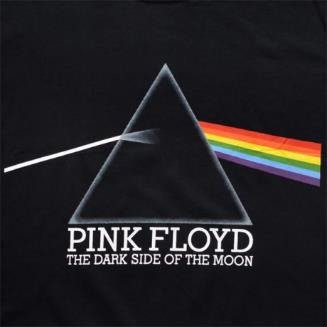 PINK FLOYD
THE DARK SIDE OF THE MOON